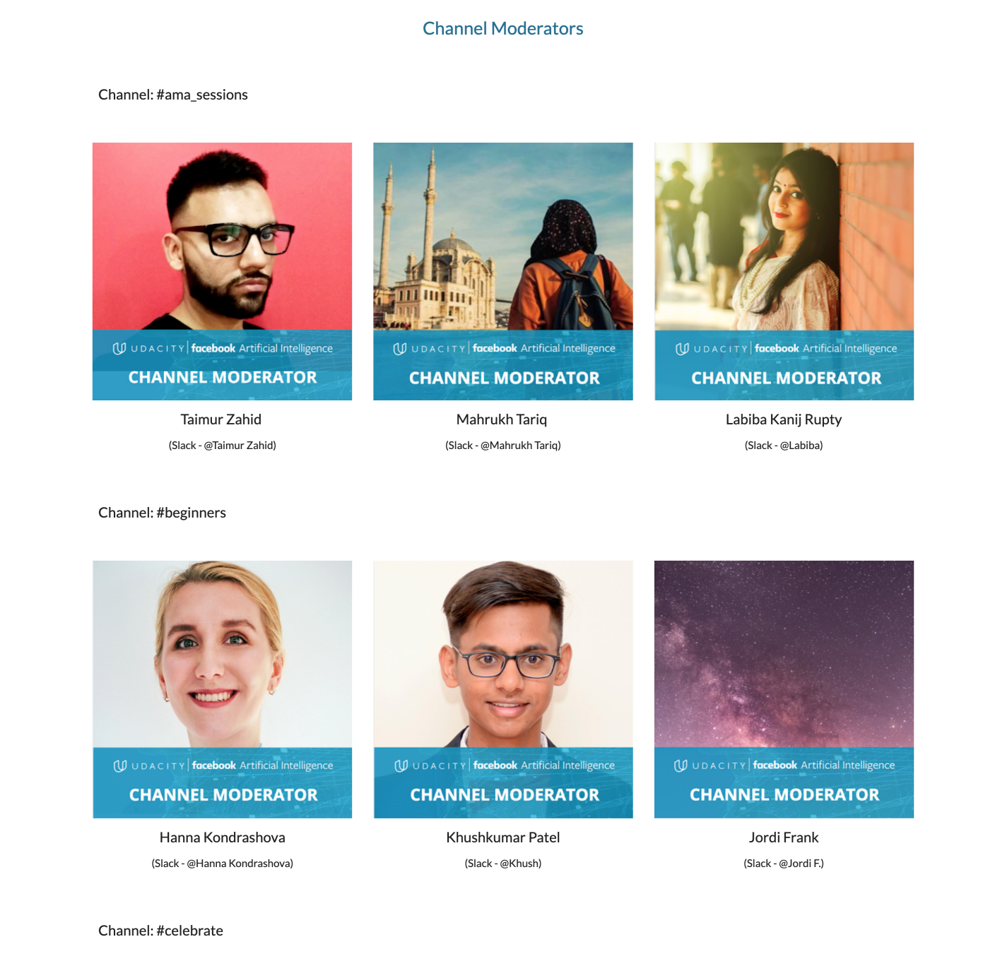 Channel Moderators
Channel: #ama_sessions
UDACITY facebook Artificial Intelligence
CHANNEL MODERATOR
UDACITY facebook Artificial Intelligence
CHANNEL MODERATOR
UDACITY facebook Artificial Intelligence
CHANNEL MODERATOR
Taimur Zahid
(Slack - @Taimur Zahid)
Mahrukh Tariq
(Slack - @Mahrukh Tariq)
Labiba Kanij Rupty
(Slack - @Labiba)
Channel: #beginners
UDACITY facebook Artificial Intelligence
CHANNEL MODERATOR
UDACITY facebook Artificial Intelligence
CHANNEL MODERATOR
UDACITY facebook Artificial Intelligence
CHANNEL MODERATOR
Hanna Kondrashova
(Slack - @Hanna Kondrashova)
Khushkumar Patel
(Slack - @Khush)
Jordi Frank
(Slack - @Jordi F.)
Channel: #celebrate